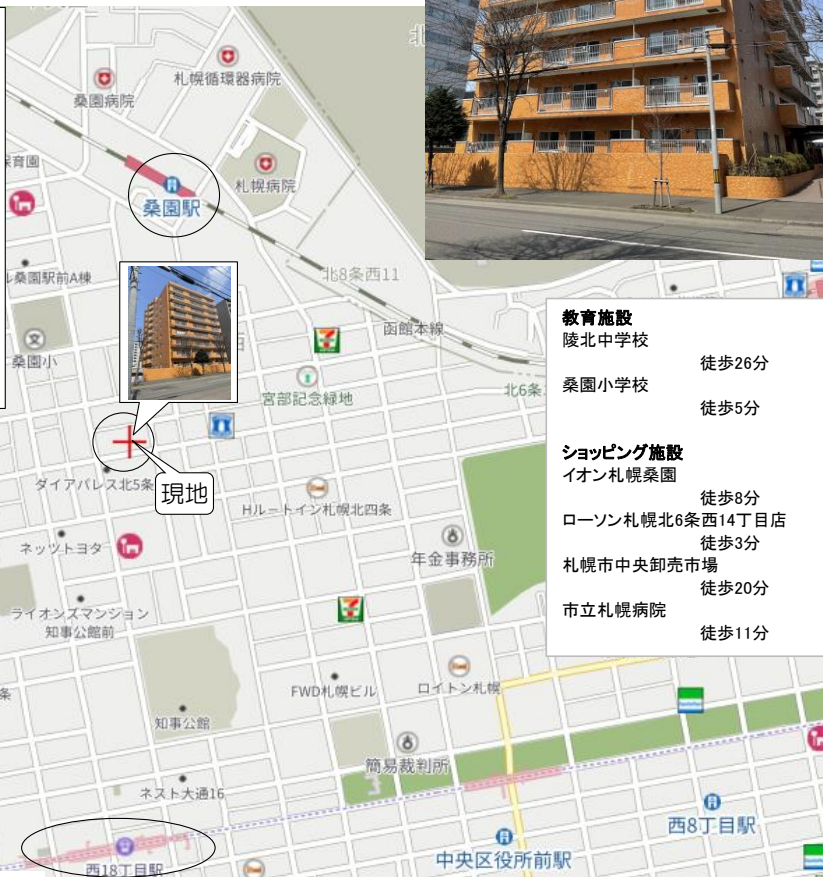 桑園病院
札幌循環器病院
保育園
札幌病院
桑園駅
桑園駅前A棟
北8条西11
桑園小
函館本線
宮部記念緑地
北6条
ダイアパレス北5条
現地
Hルートイン札幌北四条
ネッツトヨタ
年金事務所
ライオンズマンション
知事公館前
FWD札幌ビル
ロイトン札幌
知事公館
簡易裁判所
ネスト大通16
西8丁目駅
中央区役所前駅
西18丁目駅
教育施設
陵北中学校
徒歩26分
桑園小学校
徒歩5分
ショッピング施設
イオン札幌桑園
徒歩8分
ローソン札幌北6条西14丁目店
徒歩3分
札幌市中央卸売市場
徒歩20分
市立札幌病院
徒歩11分